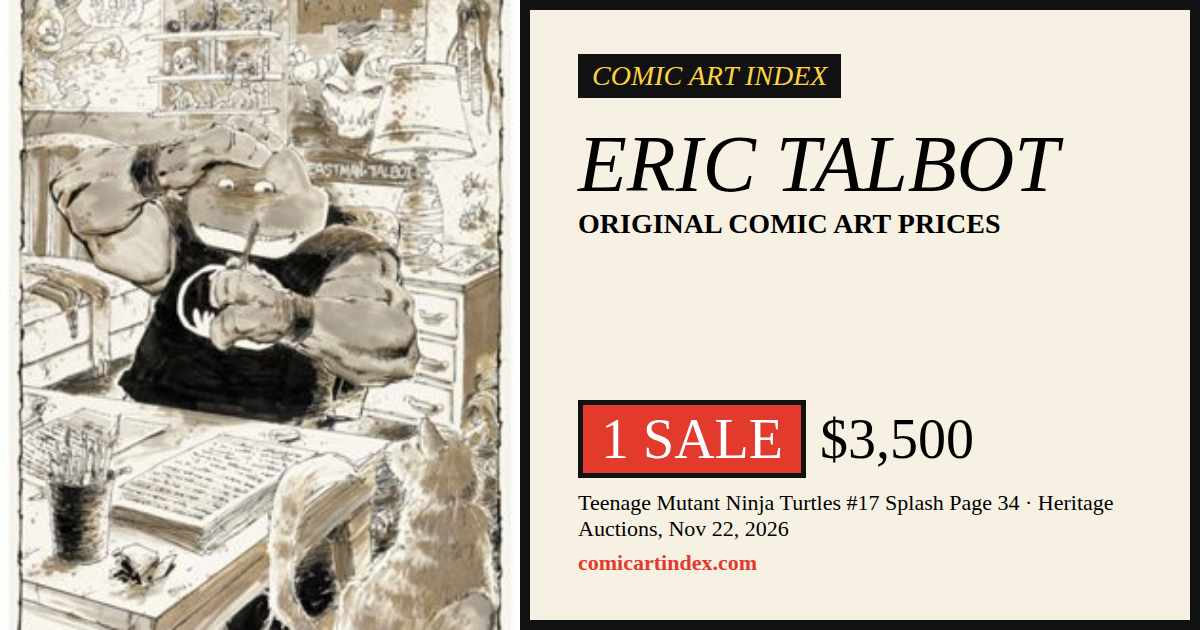 EASTMAN-TALBOT
COMIC ART INDEX
ERIC TALBOT
ORIGINAL COMIC ART PRICES
1 SALE $3,500
Teenage Mutant Ninja Turtles #17 Splash Page 34 · Heritage
Auctions, Nov 22, 2026
comicartindex.com